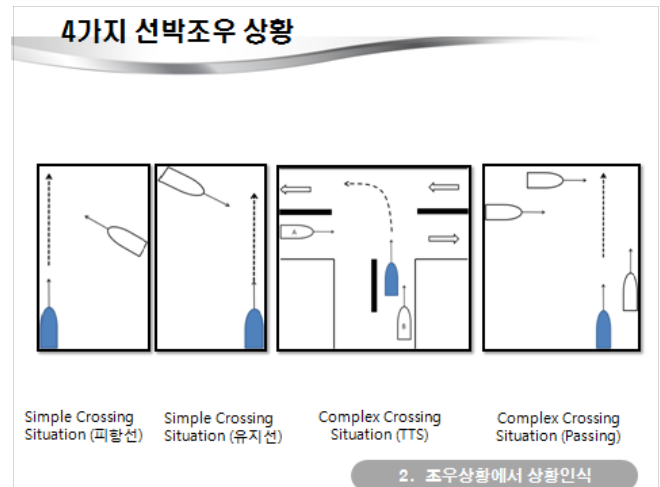 4가지 선박조우 상황
A
B
Simple Crossing
Situation (피항선)
Simple Crossing
Situation (유지선)
Complex Crossing
Situation (TTS)
Complex Crossing
Situation (Passing)
2. 조우상황에서 상황인식